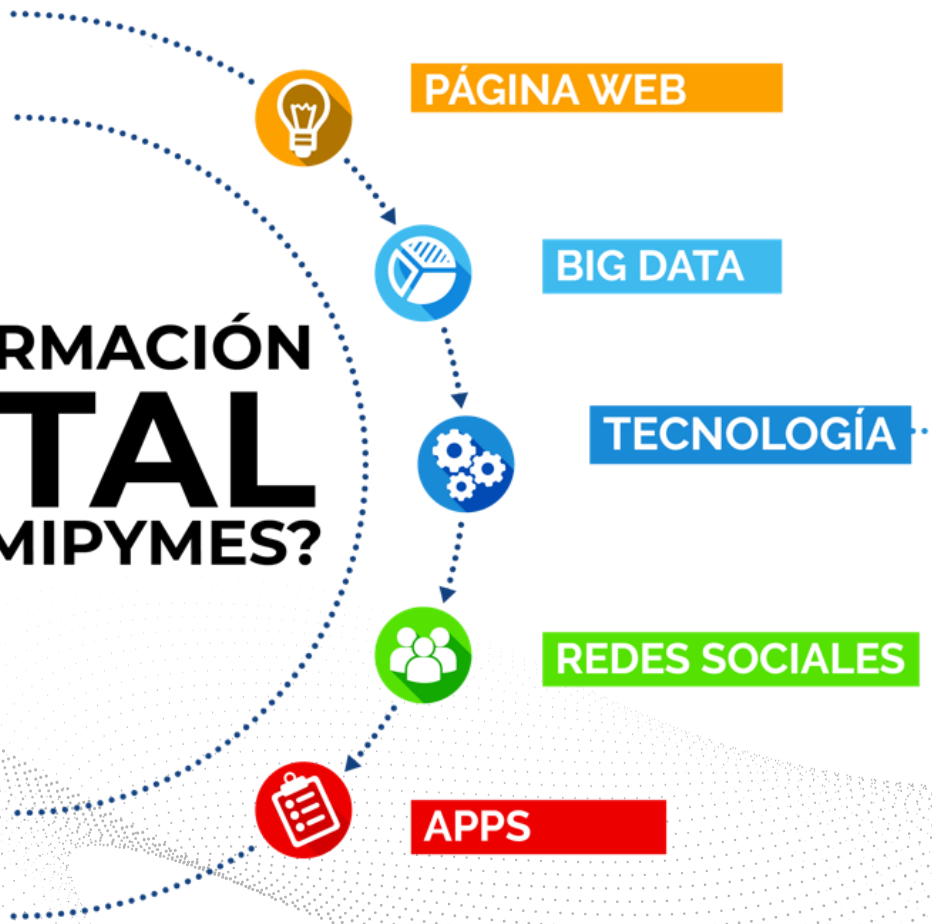 PÁGINA WEB
BIG DATA
RMACIÓN
TAL
MIPYMES?
TECNOLOGÍA
REDES SOCIALES
APPS